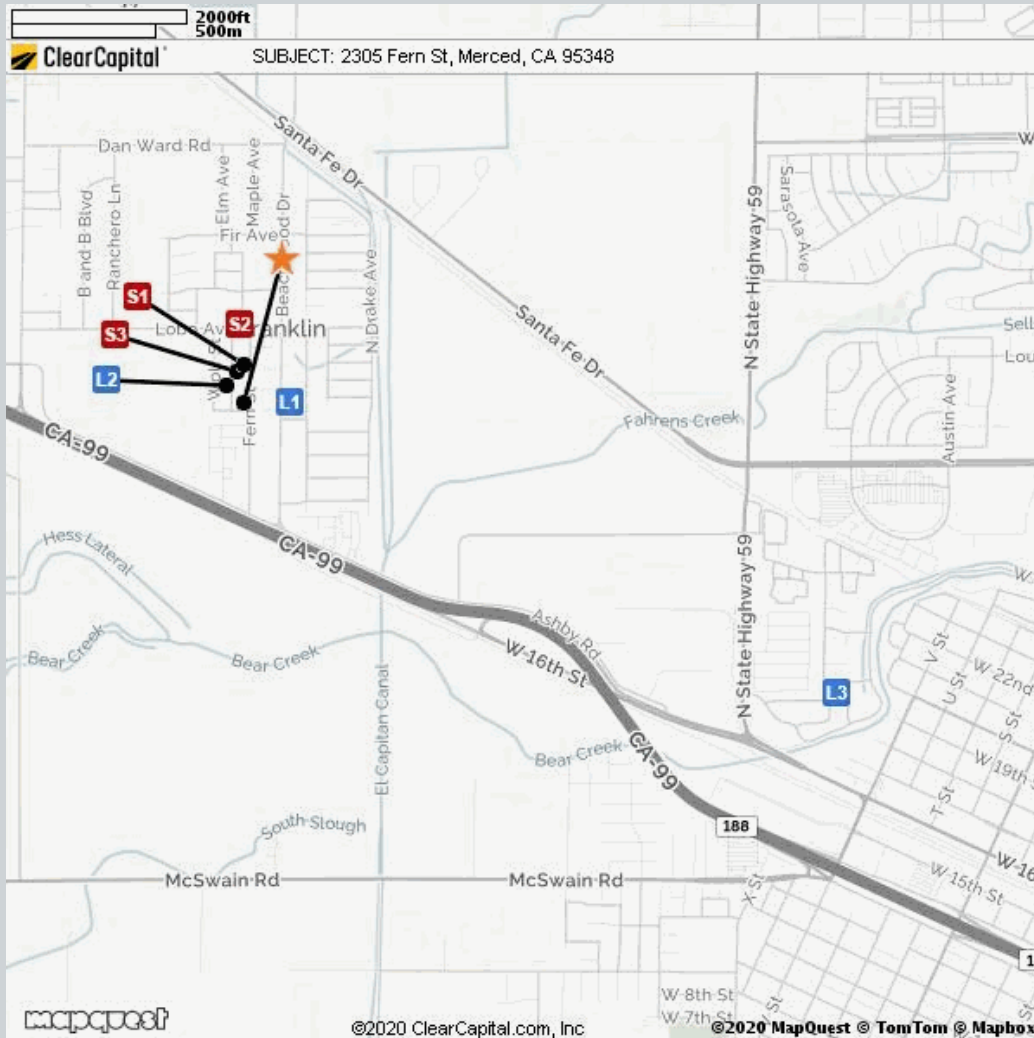 2000ft
500m
ClearCapital
SUBJECT: 2305 Fern St, Merced, CA 95348
Santa Fe Dr
Dan Ward Rd
W
Elm Ave
Maple Ave
N State Highway 59
Sarasota Ave
B and B Blvd
Ranchero Ln
Fir Ave
N Drake Ave
S1
S2
S3
Santa Fe Dr
L2
L1
Fern St
Austin Ave
Fahrens Creek
CA-99
Hess Lateral
CA-99
N State Highway 59
W
Ashby Rd
Bear Creek
Bear Creek
W 16th St
V St
W 22nd
U St
L3
S St
El Capitan Canal
Bear Creek
CA-99
W 19th
T St
South Slough
188
McSwain Rd
McSwain Rd
X St
W 15th St
W 16
1
W 8th St
W 7th St
mapquest
©2020 ClearCapital.com, Inc
©2020 MapQuest © TomTom © Mapbox